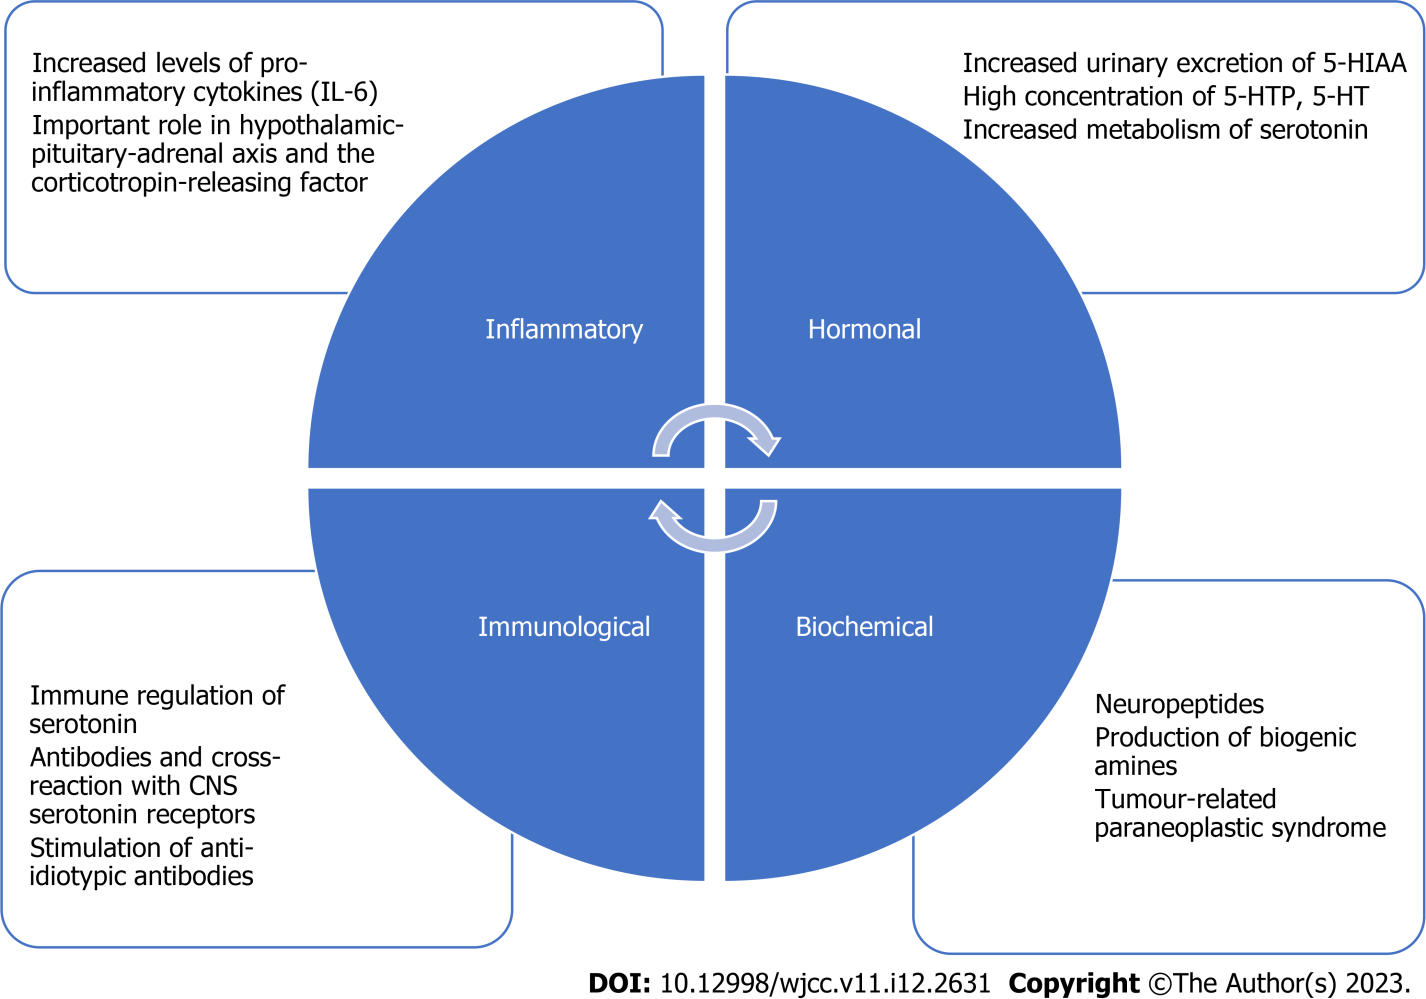 Increased levels of pro-
inflammatory cytokines (IL-6)
Important role in hypothalamic-
pituitary-adrenal axis and the
corticotropin-releasing factor
Increased urinary excretion of 5-HIAA
High concentration of 5-HTP, 5-HT
Increased metabolism of serotonin
Inflammatory
Hormonal
Immunological
Biochemical
Immune regulation of
serotonin
Antibodies and cross-
reaction with CNS
serotonin receptors
Stimulation of anti-
idiotypic antibodies
Neuropeptides
Production of biogenic
amines
Tumour-related
paraneoplastic syndrome
DOI: 10.12998/wjcc.v11.i12.2631 Copyright ©The Author(s) 2023.